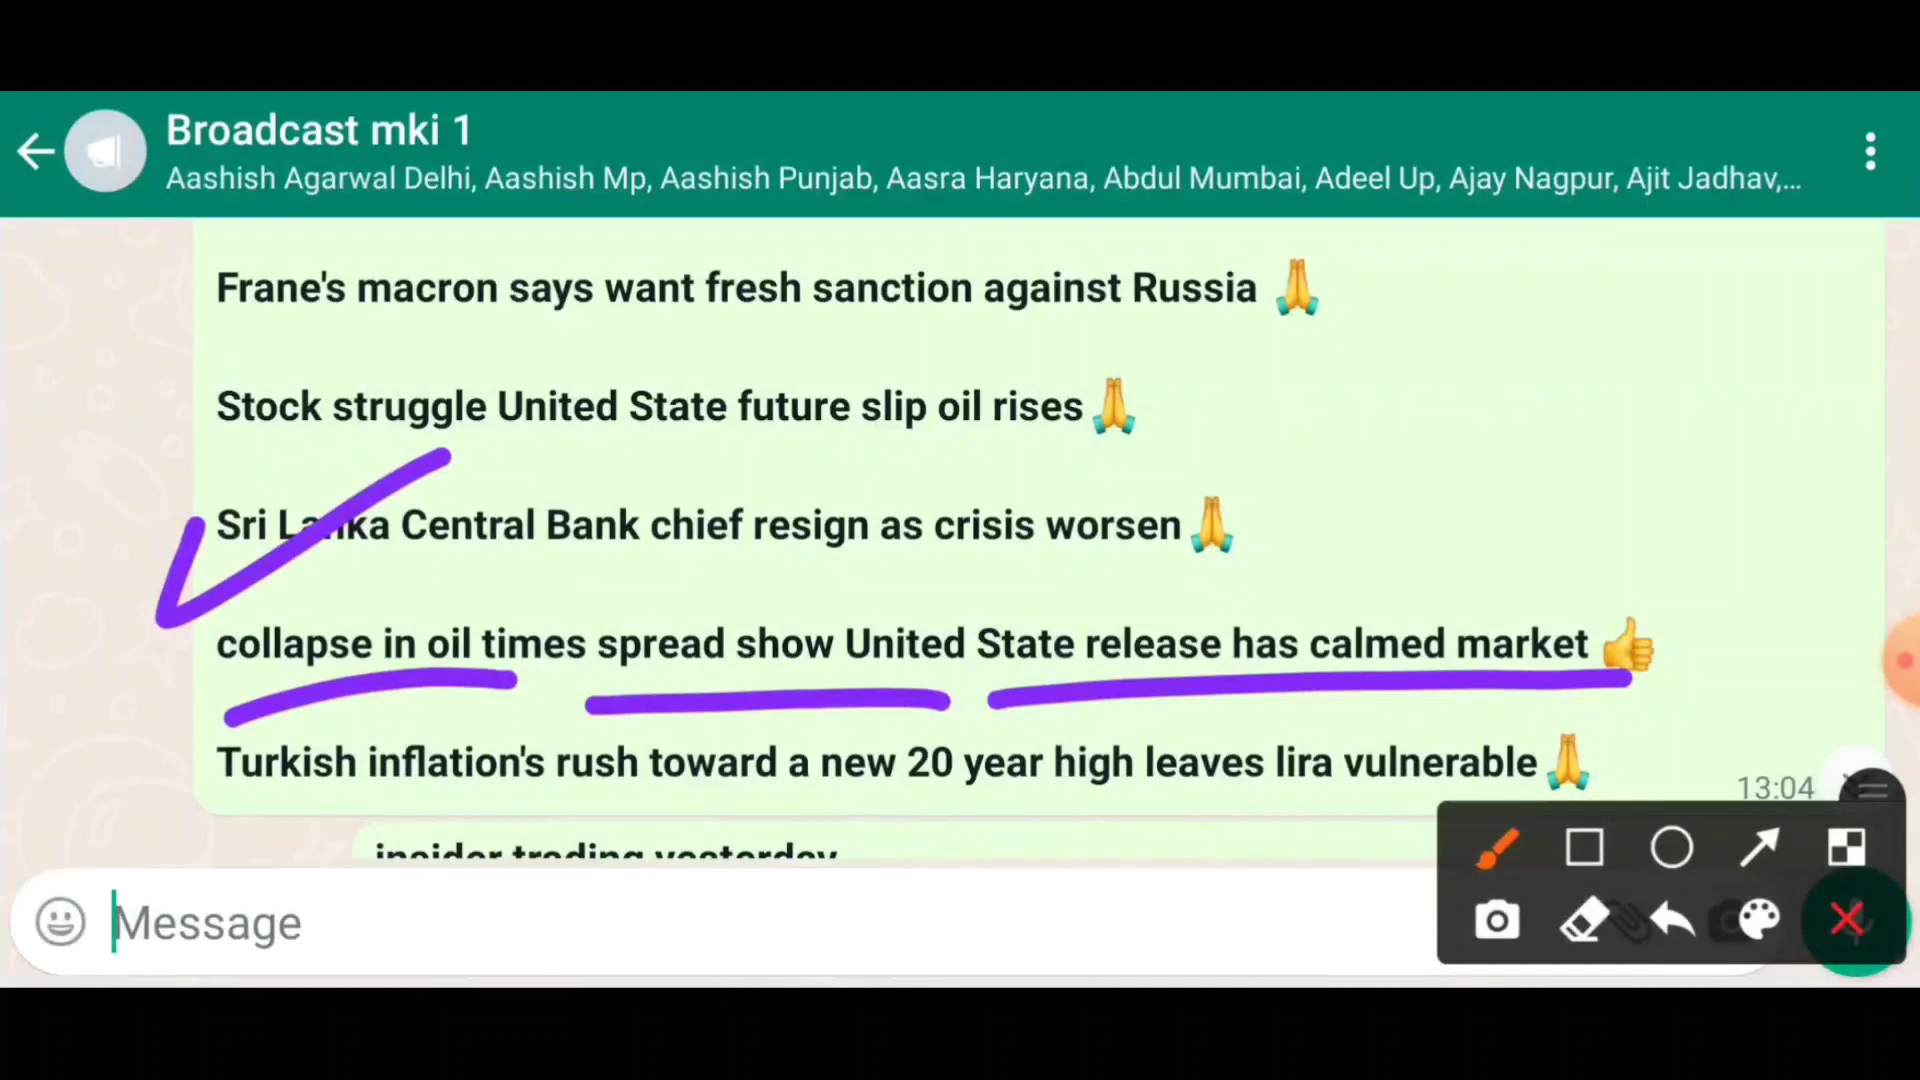 Broadcast mki 1
Aashish Agarwal Delhi, Aashish Mp, Aashish Punjab, Aasra Haryana, Abdul Mumbai, Adeel Up, Ajay Nagpur, Ajit Jadhav,...
Frane's macron says want fresh sanction against Russia 🙏
Stock struggle United State future slip oil rises🙏
Sri Lanka Central Bank chief resign as crisis worsen🙏
collapse in oil times spread show United State release has calmed market 👍
Turkish inflation's rush toward a new 20 year high leaves lira vulnerable🙏
13:04
insider trading yesterday
Message